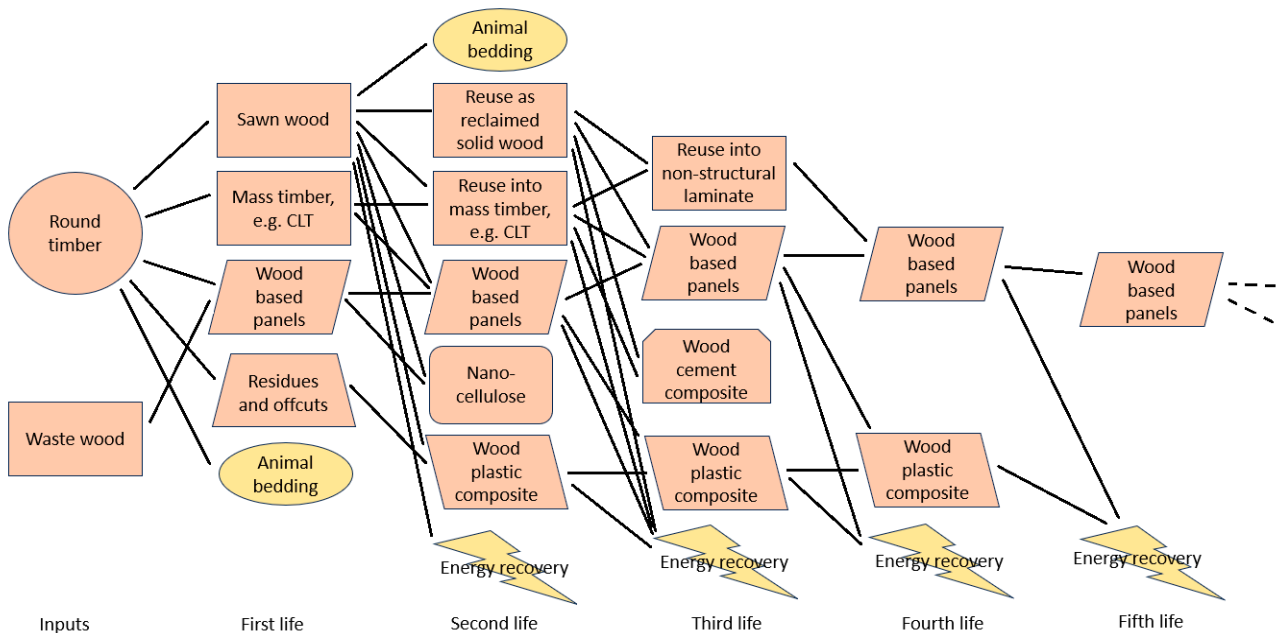 Round
timber
Waste wood
Inputs
Sawn wood
Mass timber,
e.g. CLT
Wood
based
panels
Residues
and offcuts
Animal
bedding
First life
Animal
bedding
Reuse as
reclaimed
solid wood
Reuse into
mass timber,
e.g. CLT
Wood
based
panels
Nano-
cellulose
Wood
plastic
composite
Energy recovery
Second life
Reuse into
non-structural
laminate
Wood
based
panels
Wood
cement
composite
Wood
plastic
composite
Energy recovery
Third life
Wood
based
panels
Wood
plastic
composite
Energy recovery
Fourth life
Wood
based
panels
Energy recovery
Fifth life